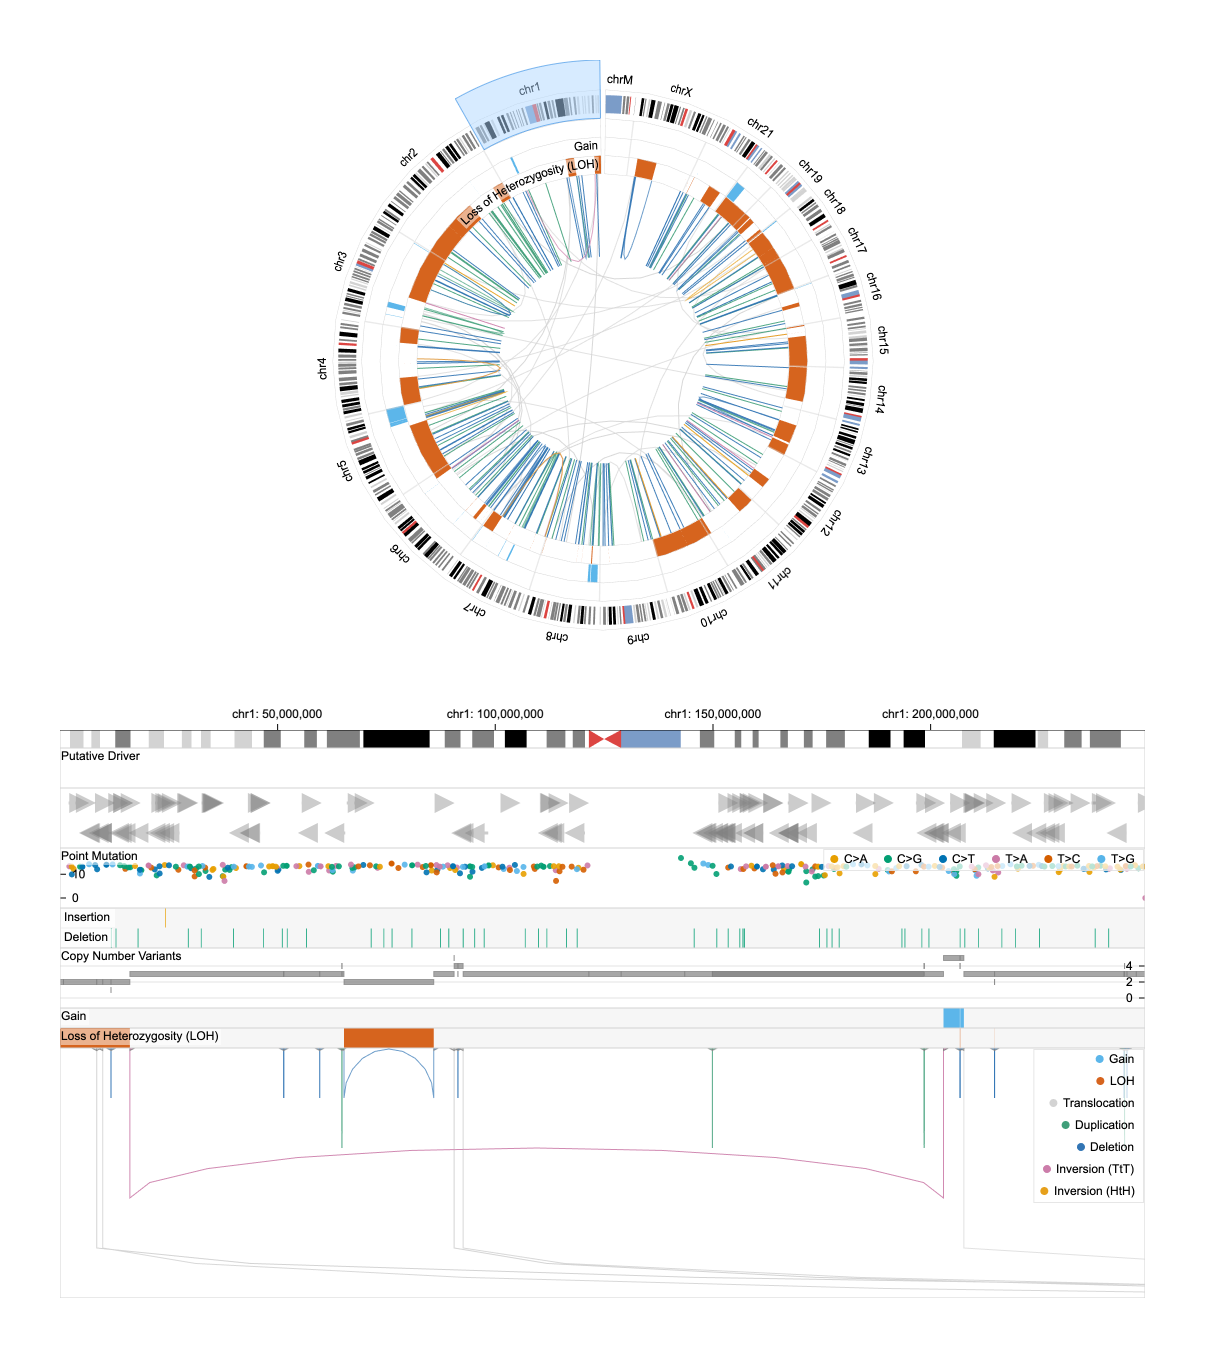 chr1
chrM
chrX
chr21
chr19
chr18
chr17
chr16
chr15
chr14
chr13
chr12
chr11
chr10
chr9
chr8
chr7
chr6
chr5
chr4
chr3
chr2
Gain
Loss of Heterozygosity (LOH)
chr1: 50,000,000 chr1: 100,000,000 chr1: 150,000,000 chr1: 200,000,000
Putative Driver
Point Mutation C>A C>G C>T T>A T>C T>G
10
0
Insertion
Deletion
Copy Number Variants
4
2
0
Gain
Loss of Heterozygosity (LOH)
Gain
LOH
Translocation
Duplication
Deletion
Inversion (TtT)
Inversion (HtH)